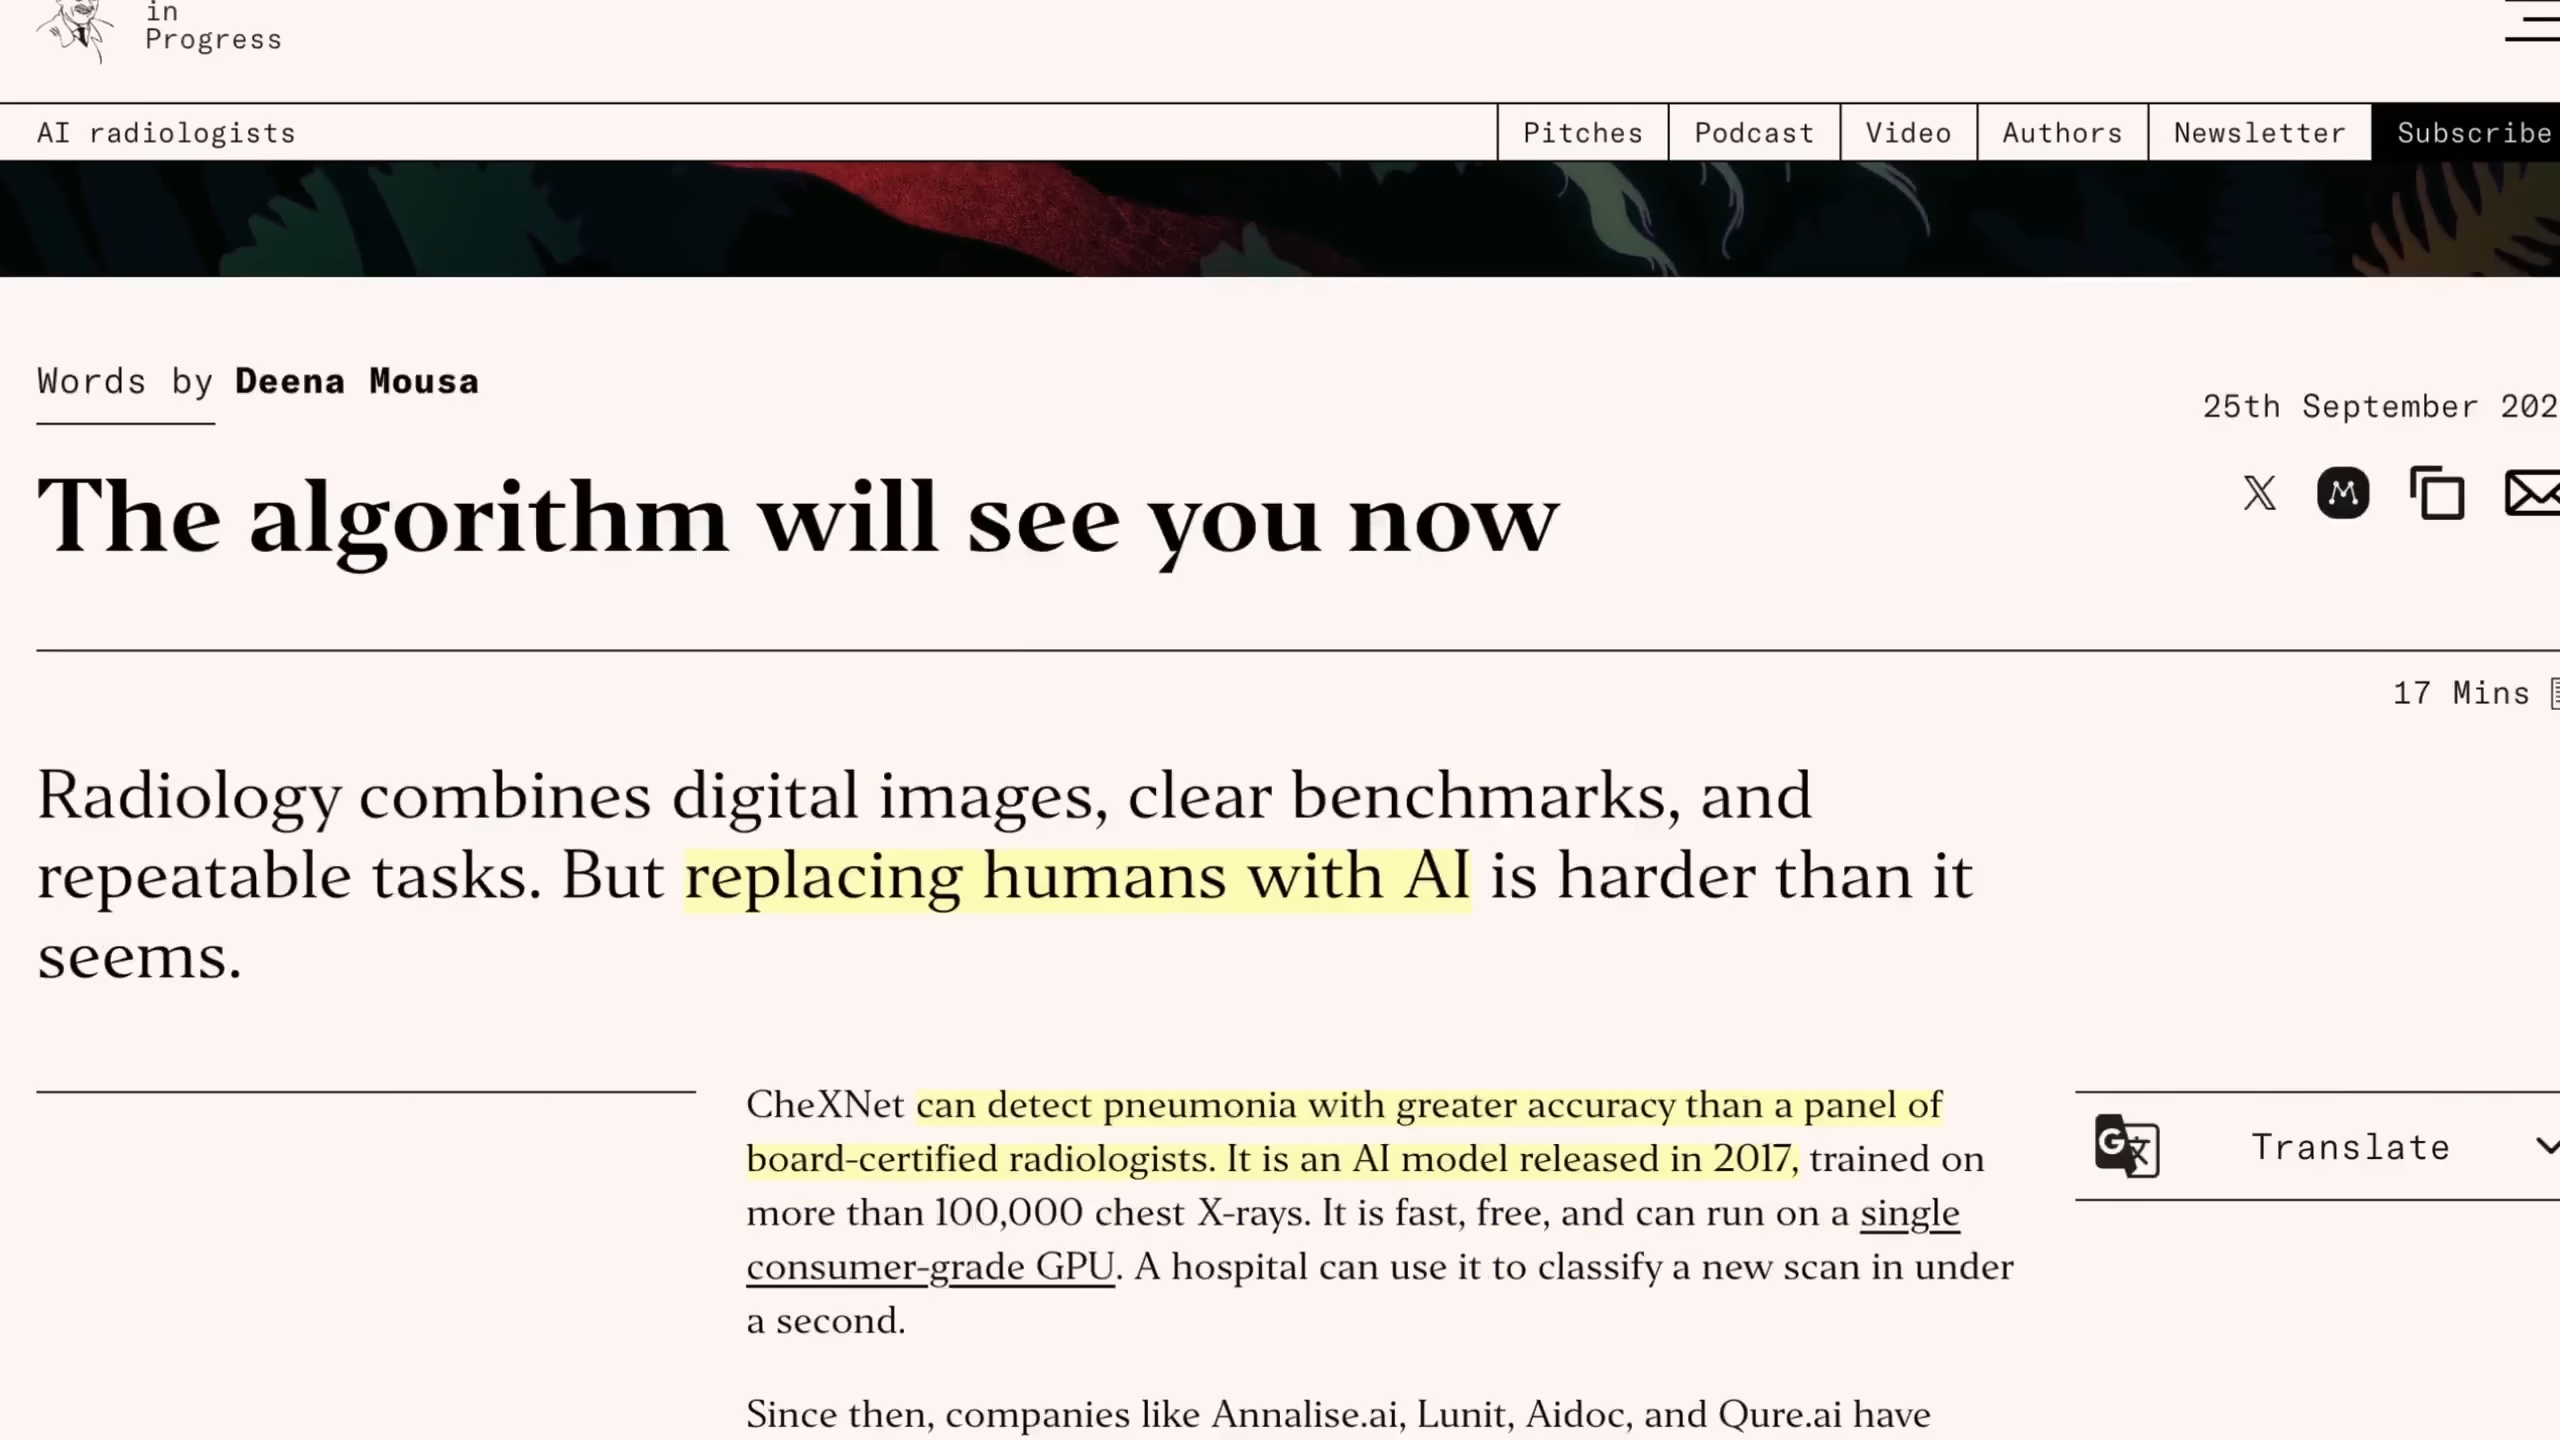 in
Progress
AI radiologists
Pitches
Podcast
Video
Authors
Newsletter
Subscribe
Words by Deena Mousa
25th September 202
The algorithm will see you now
17 Mins
Radiology combines digital images, clear benchmarks, and
repeatable tasks. But replacing humans with AI is harder than it
seems.
CheXNet can detect pneumonia with greater accuracy than a panel of
board-certified radiologists. It is an AI model released in 2017, trained on
more than 100,000 chest X-rays. It is fast, free, and can run on a single
consumer-grade GPU. A hospital can use it to classify a new scan in under
a second.
Translate
Since then, companies like Annalise.ai, Lunit, Aidoc, and Qure.ai have